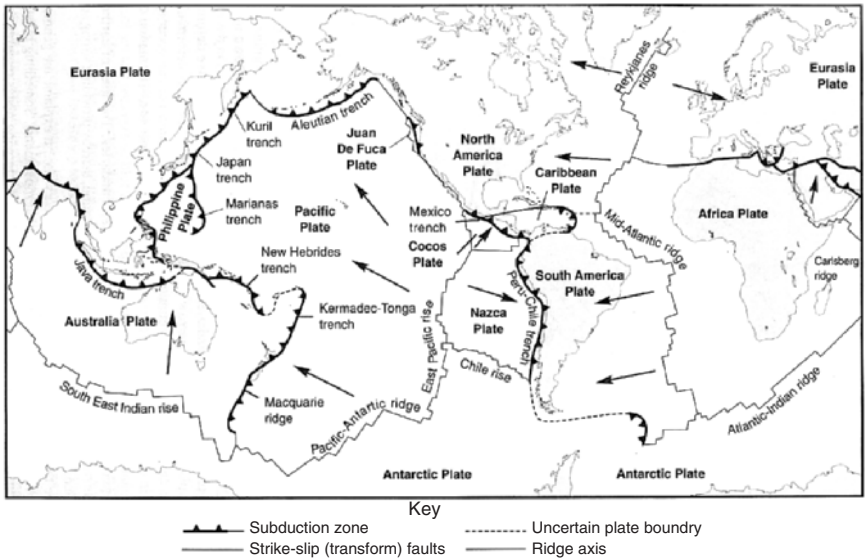 Eurasia Plate
Kuril
trench
Aleutian trench
Japan
trench
Marianas
trench
Philippine
Plate
Juan
De Fuca
Plate
North
America
Plate
Caribbean
Plate
Reykjanes
ridge
Eurasia
Plate
Pacific
Plate
Mexico
trench
Cocos
Plate
Mid-Atlantic ridge
Africa Plate
Carlsberg
ridge
New Hebrides
trench
Java trench
Australia Plate
Kermadec-Tonga
trench
East Pacific rise
Nazca
Plate
Peru-Chile trench
South America
Plate
Chile rise
South East Indian rise
Macquarie
ridge
Pacific-Antartic ridge
Atlantic-Indian ridge
Antarctic Plate
Antarctic Plate
Key
Subduction zone
Uncertain plate boundry
Strike-slip (transform) faults
Ridge axis